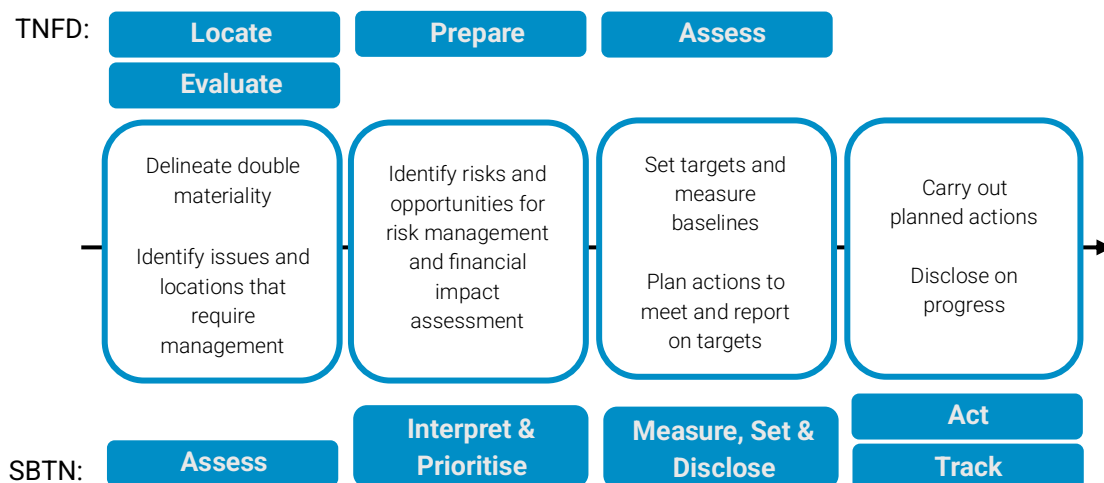 TNFD:
Locate
Prepare
Assess
Evaluate
Delineate double
materiality
Identify issues and
locations that
require
management
Identify risks and
opportunities for
risk management
and financial
impact
assessment
Set targets and
measure
baselines
Plan actions to
meet and report
on targets
Carry out
planned actions
Disclose on
progress
SBTN:
Assess
Interpret &
Prioritise
Measure, Set &
Disclose
Act
Track